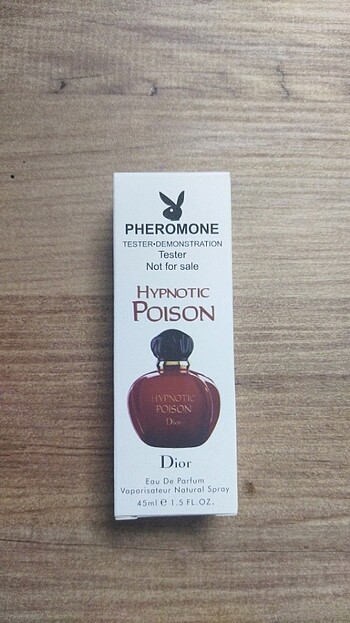 PHEROMONE
TESTER•DEMONSTRATION
Tester
Not for sale
HYPNOTIC
POISON
HYPNOTIC
POISON
Dior
Dior
Eau De Parfum
Vaporisateur Natural Spray
45ml e 1.5 FL.OZ.